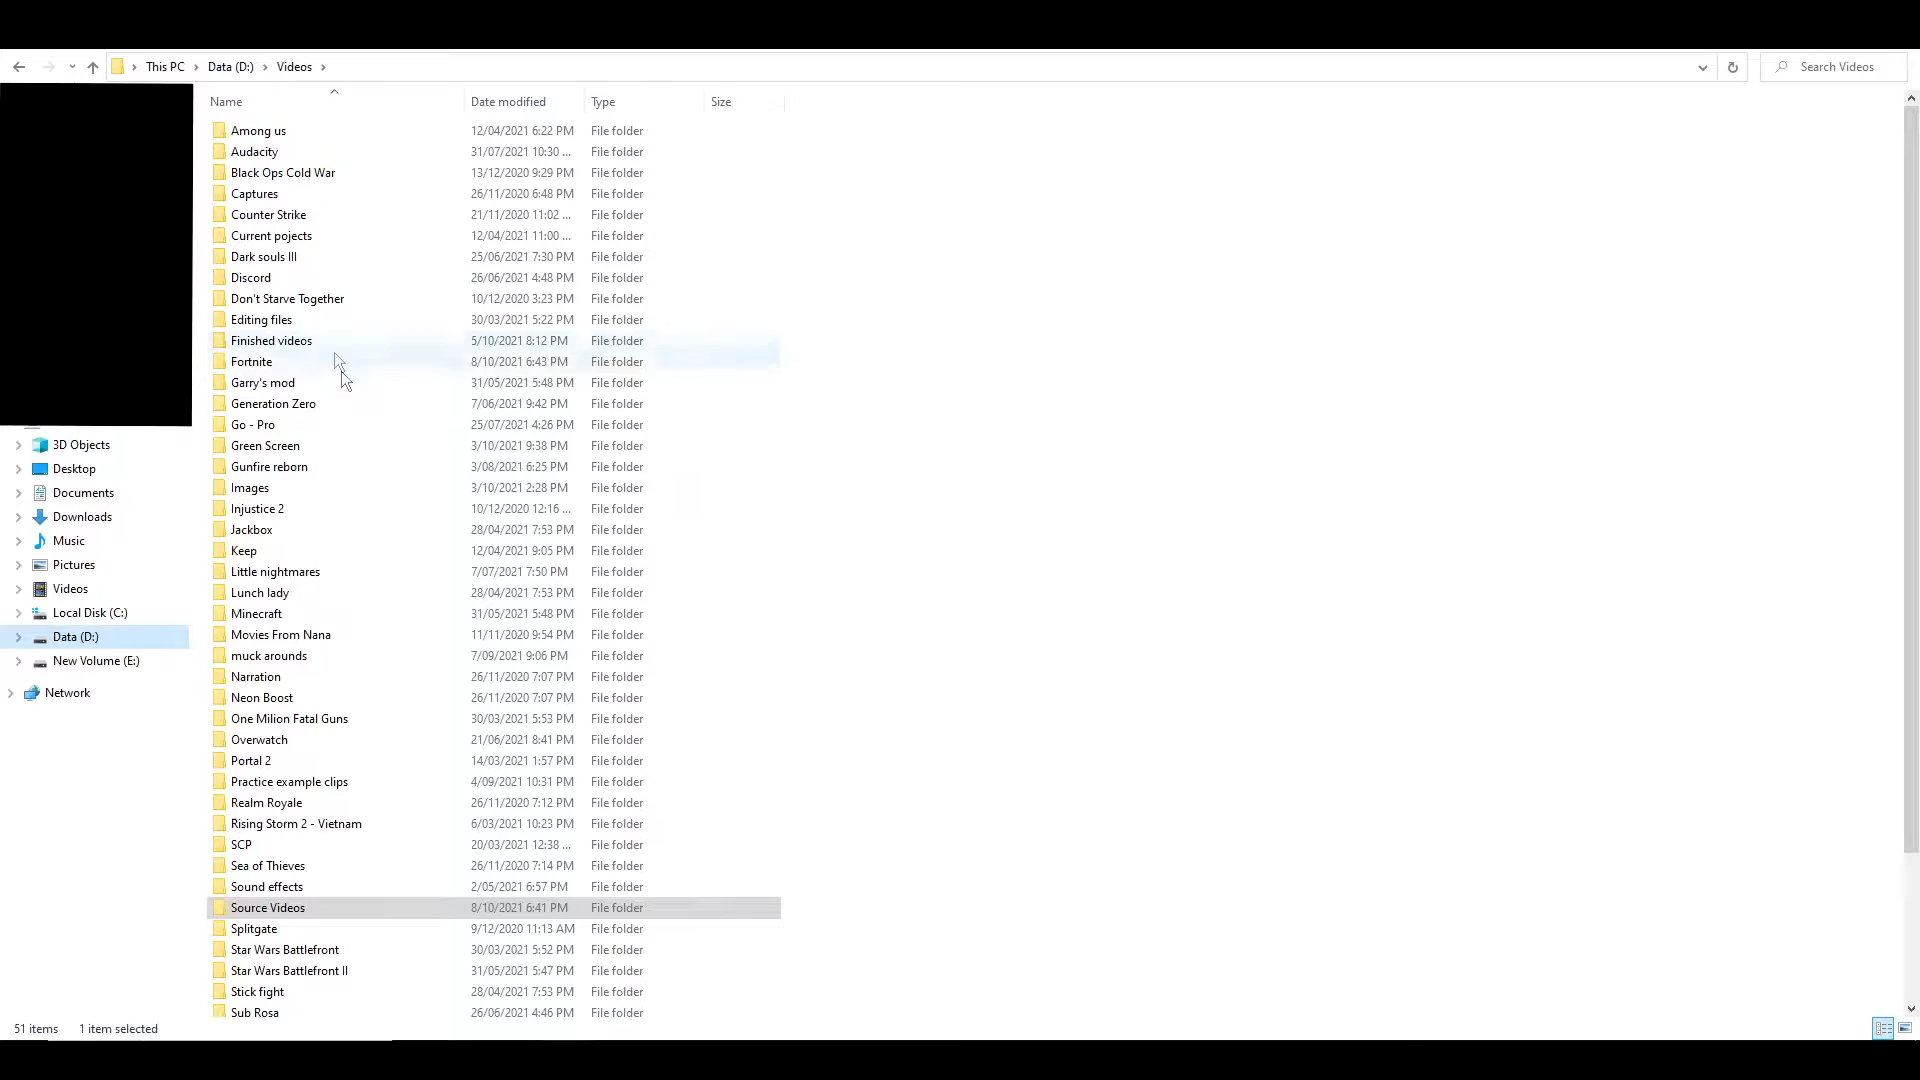 This PC > Data (D:) > Videos >
Search Videos
Name Date modified Type Size
Among us 12/04/2021 6:22 PM File folder
Audacity 31/07/2021 10:30 ... File folder
Black Ops Cold War 13/12/2020 9:29 PM File folder
Captures 26/11/2020 6:48 PM File folder
Counter Strike 21/11/2020 11:02 ... File folder
Current pojects 12/04/2021 11:00 ... File folder
Dark souls III 25/06/2021 7:30 PM File folder
Discord 26/06/2021 4:48 PM File folder
Don't Starve Together 10/12/2020 3:23 PM File folder
Editing files 30/03/2021 5:22 PM File folder
Finished videos 5/10/2021 8:12 PM File folder
Fortnite 8/10/2021 6:43 PM File folder
Garry's mod 31/05/2021 5:48 PM File folder
Generation Zero 7/06/2021 9:42 PM File folder
Go - Pro 25/07/2021 4:26 PM File folder
Green Screen 3/10/2021 9:38 PM File folder
Gunfire reborn 3/08/2021 6:25 PM File folder
Images 3/10/2021 2:28 PM File folder
Injustice 2 10/12/2020 12:16 ... File folder
Jackbox 28/04/2021 7:53 PM File folder
Keep 12/04/2021 9:05 PM File folder
Little nightmares 7/07/2021 7:50 PM File folder
Lunch lady 28/04/2021 7:53 PM File folder
Minecraft 31/05/2021 5:48 PM File folder
Movies From Nana 11/11/2020 9:54 PM File folder
muck arounds 7/09/2021 9:06 PM File folder
Narration 26/11/2020 7:07 PM File folder
Neon Boost 26/11/2020 7:07 PM File folder
One Milion Fatal Guns 30/03/2021 5:53 PM File folder
Overwatch 21/06/2021 8:41 PM File folder
Portal 2 14/03/2021 1:57 PM File folder
Practice example clips 4/09/2021 10:31 PM File folder
Realm Royale 26/11/2020 7:12 PM File folder
Rising Storm 2 - Vietnam 6/03/2021 10:23 PM File folder
SCP 20/03/2021 12:38 ... File folder
Sea of Thieves 26/11/2020 7:14 PM File folder
Sound effects 2/05/2021 6:57 PM File folder
Source Videos 8/10/2021 6:41 PM File folder
Splitgate 9/12/2020 11:13 AM File folder
Star Wars Battlefront 30/03/2021 5:52 PM File folder
Star Wars Battlefront II 31/05/2021 5:47 PM File folder
Stick fight 28/04/2021 7:53 PM File folder
Sub Rosa 26/06/2021 4:46 PM File folder
3D Objects
Desktop
Documents
Downloads
Music
Pictures
Videos
Local Disk (C:)
Data (D:)
New Volume (E:)
Network
51 items 1 item selected